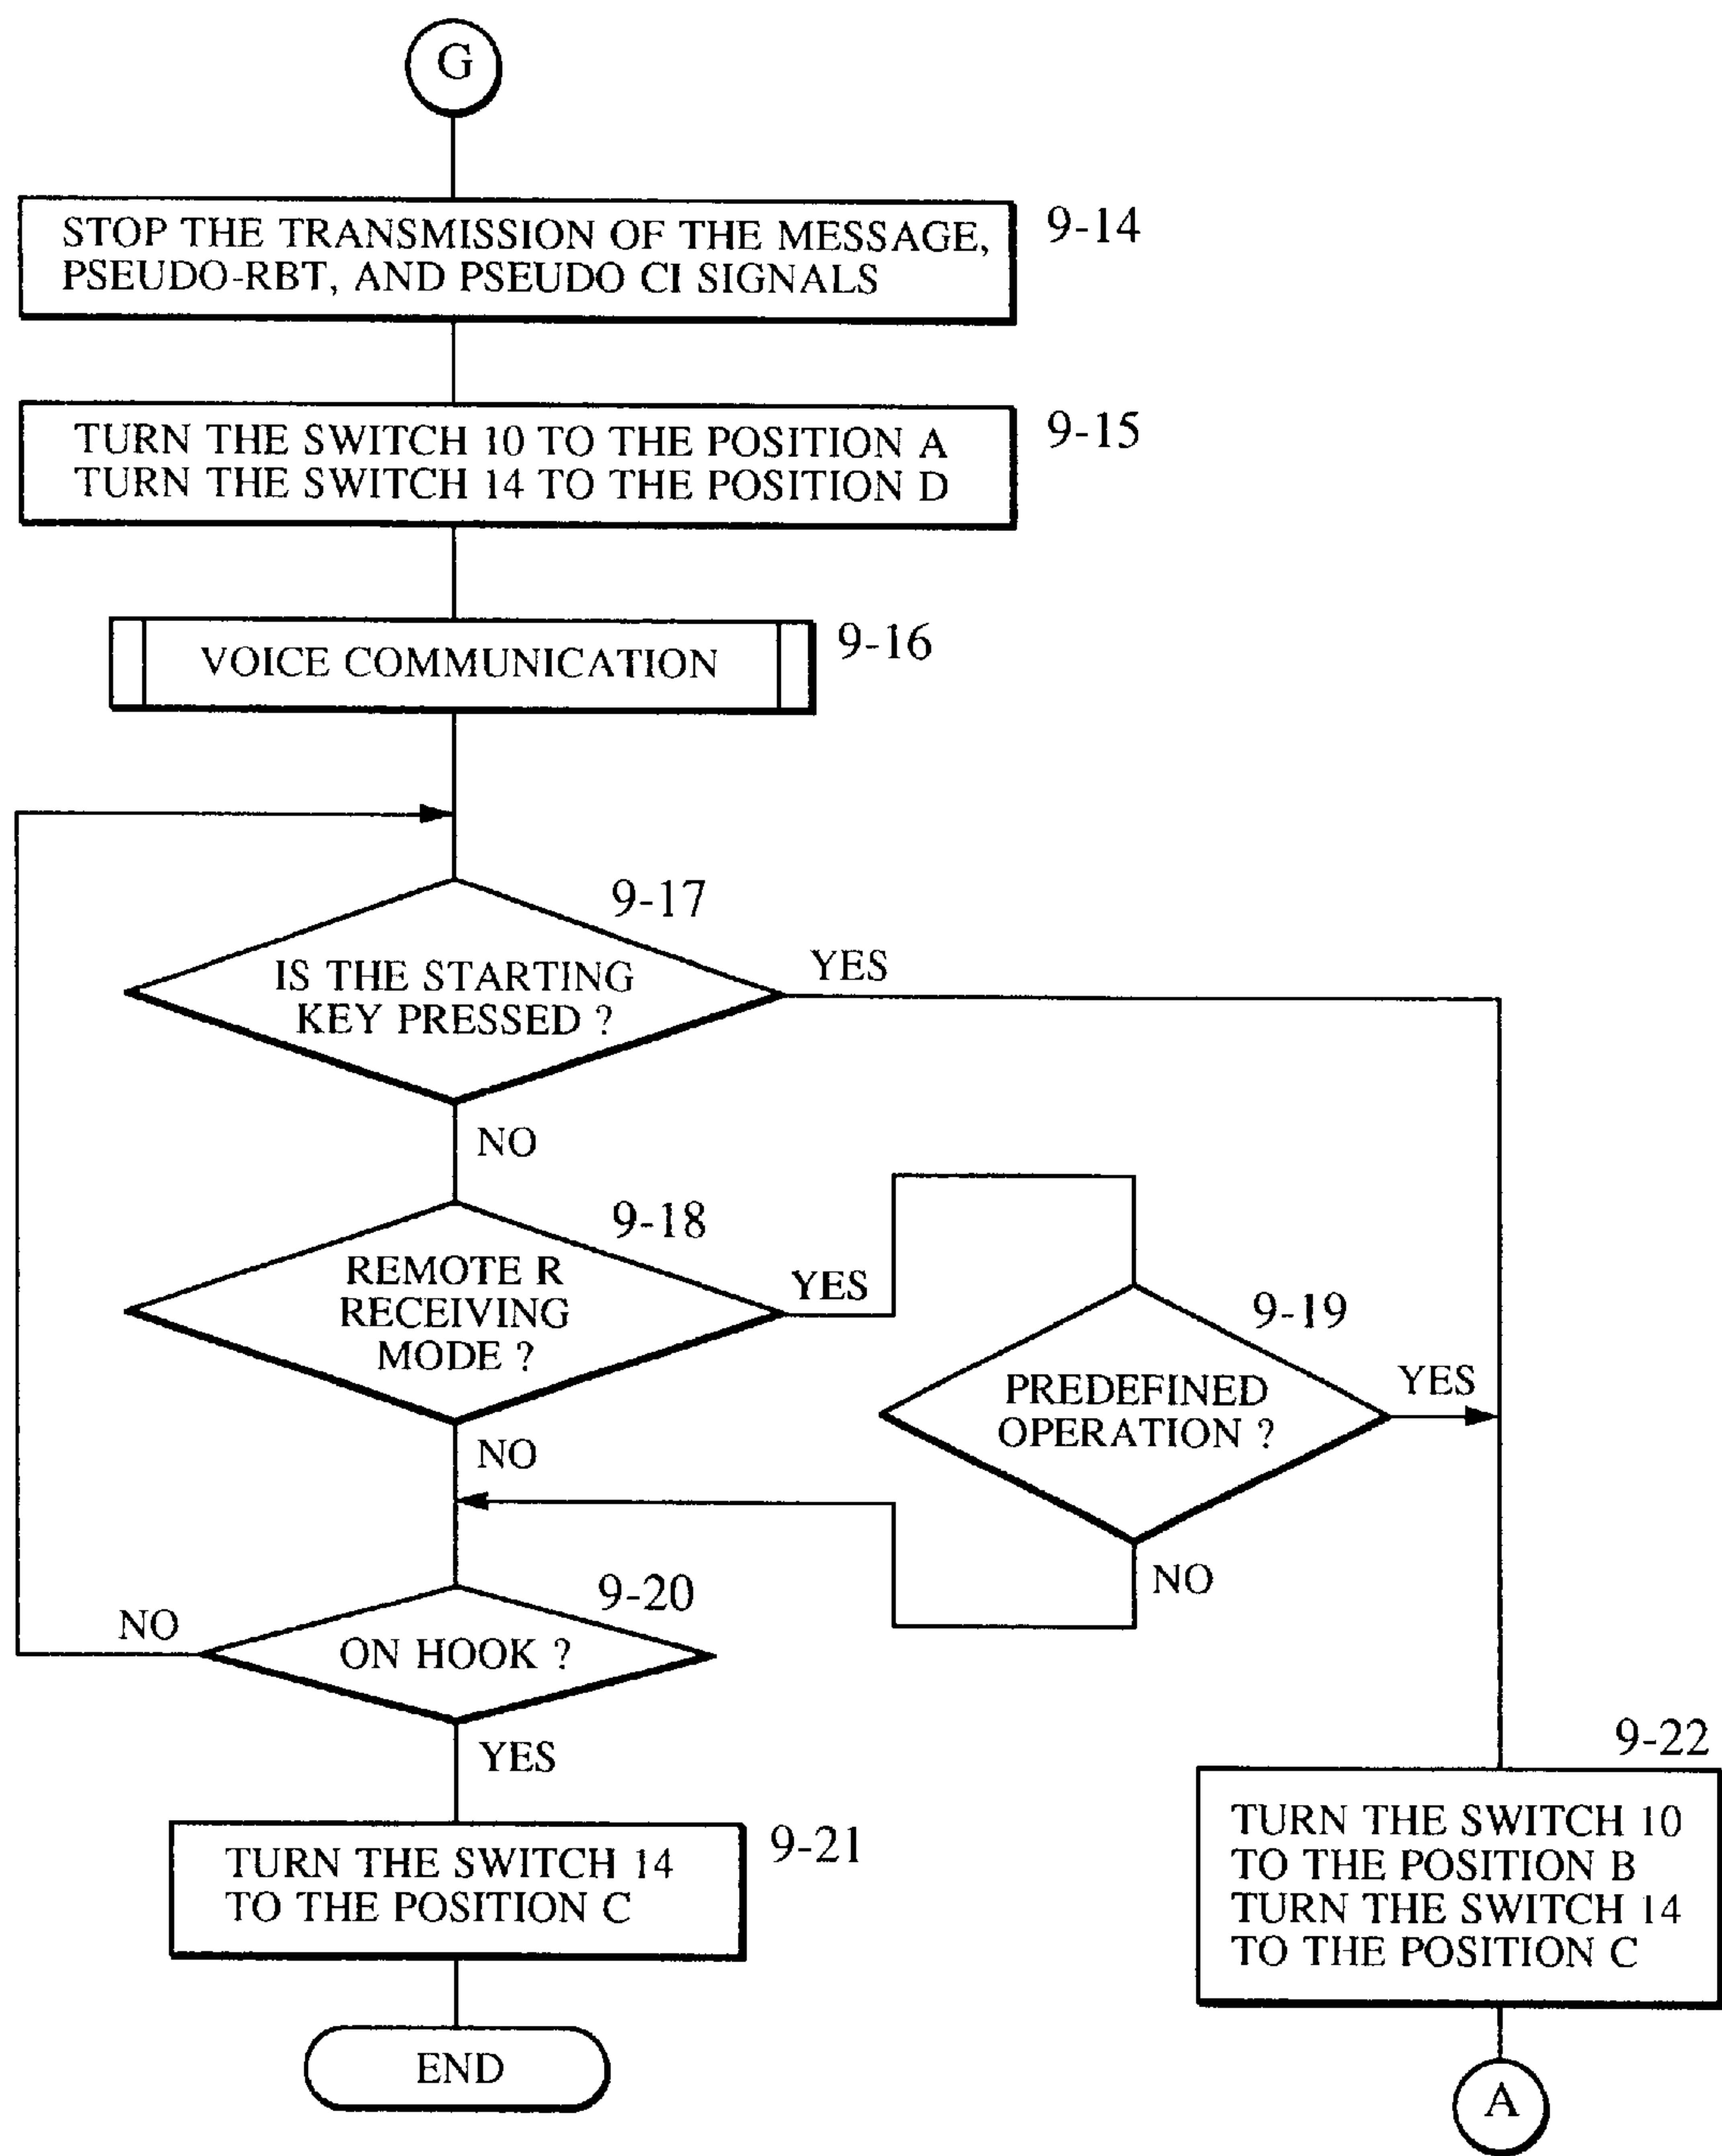 G
STOP THE TRANSMISSION OF THE MESSAGE,
PSEUDO-RBT, AND PSEUDO CI SIGNALS
9-14
TURN THE SWITCH 10 TO THE POSITION A
TURN THE SWITCH 14 TO THE POSITION D
9-15
VOICE COMMUNICATION
9-16
9-17
IS THE STARTING
KEY PRESSED ?
YES
NO
9-18
REMOTE R
RECEIVING
MODE ?
YES
NO
9-19
PREDEFINED
OPERATION ?
YES
NO
9-20
ON HOOK ?
NO
YES
9-21
TURN THE SWITCH 14
TO THE POSITION C
END
9-22
TURN THE SWITCH 10
TO THE POSITION B
TURN THE SWITCH 14
TO THE POSITION C
A